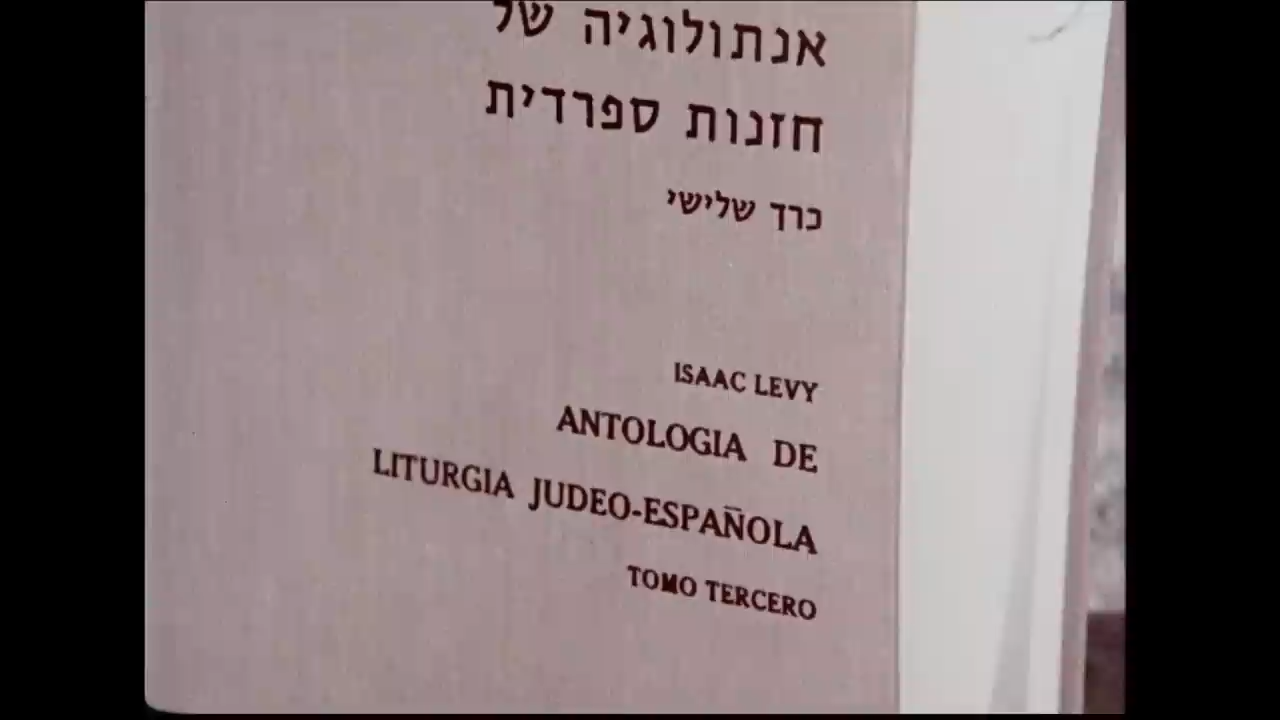 אנתולוגיה של
חזנות ספרדית
כרך שלישי
ISAAC LEVY
ANTOLOGIA DE
LITURGIA JUDEO-ESPAÑOLA
TOMO TERCERO